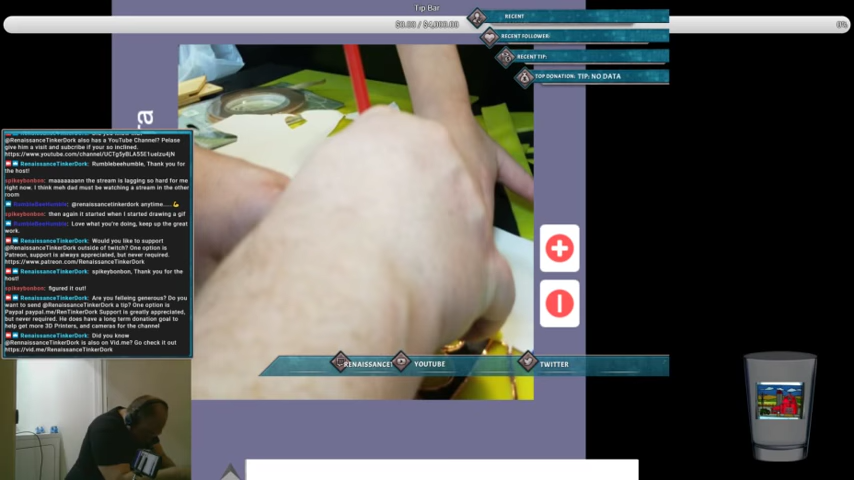 Tip Bar
$0.00 / $4,000.00
0%
RECENT
RECENT FOLLOWER:
RECENT TIP:
TOP DONATION: TIP: NO DATA
ra
@RenaissanceTinkerDork also has a YouTube Channel? Please
give him a visit and subcribe if your so inclined.
RenaissanceTinkerDork: Rumblebeehumble, Thank you for
the host!
spikeybonbon: maaaaaaann the stream is lagging so hard for me
right now. I think meh dad must be watching a stream in the other
room
RumbleBeeHumble: @renaissancetinkerdork anytime.....💪
spikeybonbon: then again it started when I started drawing a gif
RumbleBeeHumble: Love what you're doing, keep up the great
work.
RenaissanceTinkerDork: Would you like to support
@RenaissanceTinkerDork outside of twitch? One option is
Patreon, support is always appreciated, but never required.
https://www.patreon.com/RenaissanceTinkerDork
RenaissanceTinkerDork: spikeybonbon, Thank you for the
host!
spikeybonbon: figured it out!
RenaissanceTinkerDork: Are you felleing generous? Do you
want to send @RenaissanceTinkerDork a tip? One option is
Paypal paypal.me/RenTinkerDork Support is greatly appreciated,
but never required. He does have a long term donation goal to
help get more 3D Printers, and cameras for the channel
RenaissanceTinkerDork: Did you know
@RenaissanceTinkerDork is also on Vid.me? Go check it out
https://vid.me/RenaissanceTinkerDork
RENAISSANCE
YOUTUBE
TWITTER